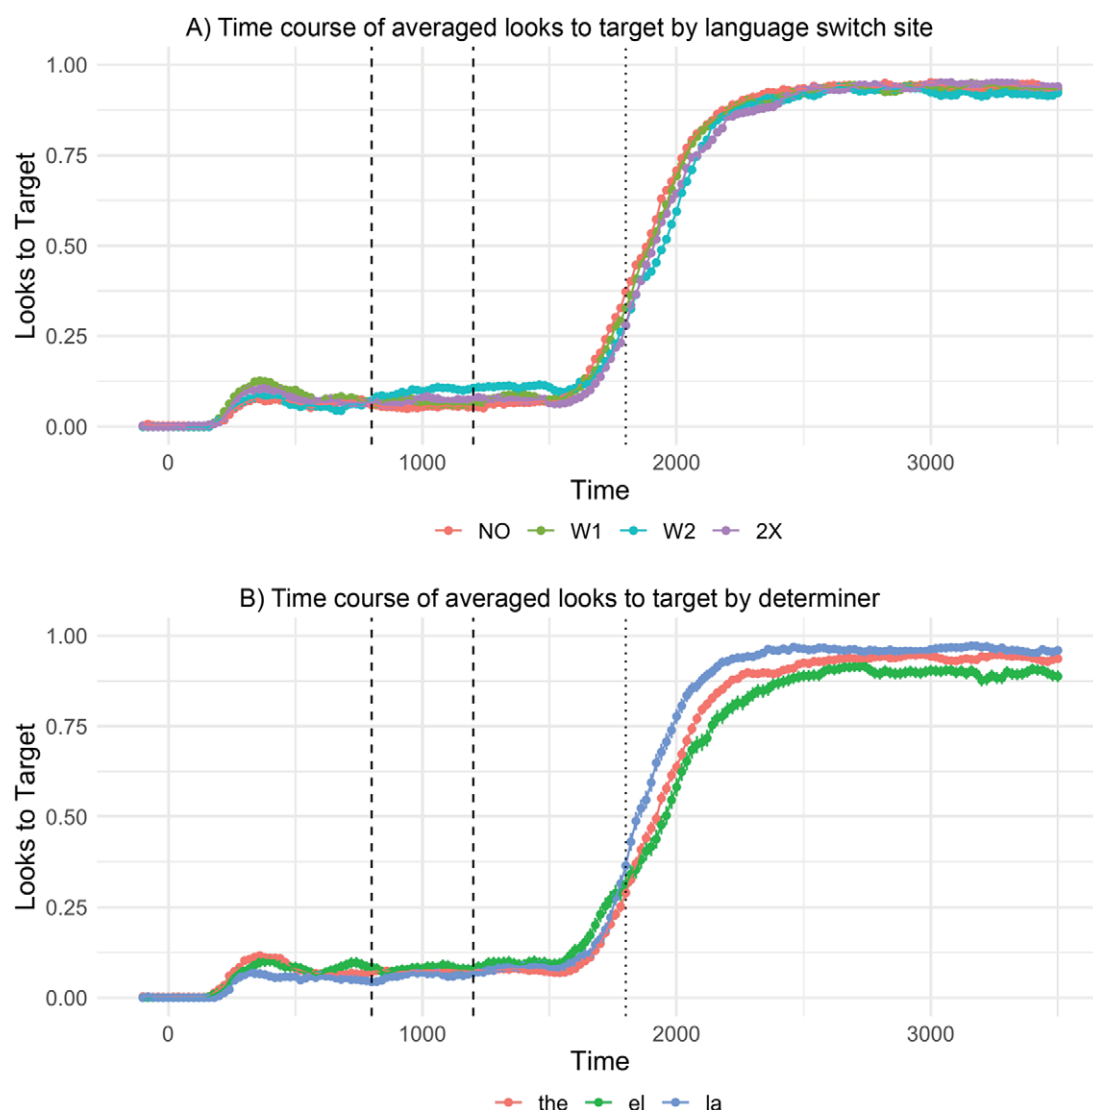 A) Time course of averaged looks to target by language switch site
1.00
0.75
0.50
0.25
0.00
Looks to Target
0 1000 2000 3000
Time
NO W1 W2 2X
B) Time course of averaged looks to target by determiner
1.00
0.75
0.50
0.25
0.00
Looks to Target
0 1000 2000 3000
Time
the el la